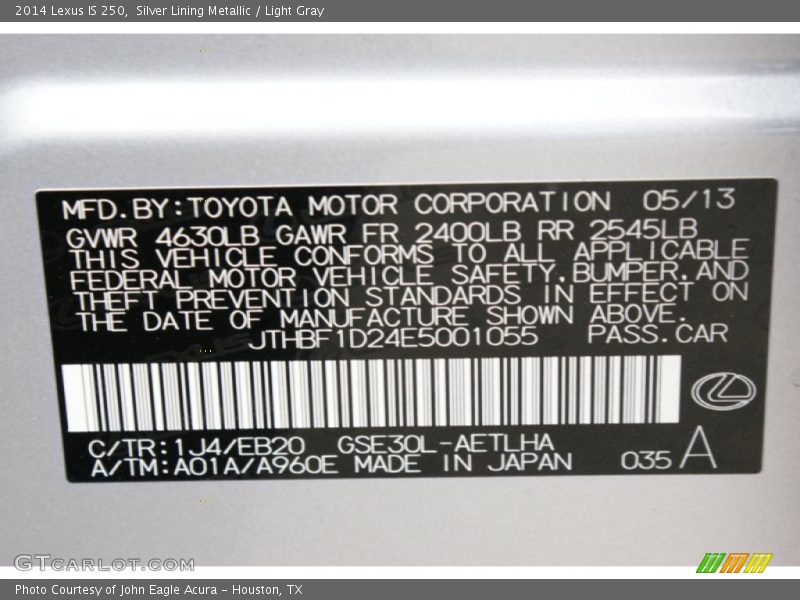 2014 Lexus IS 250, Silver Lining Metallic / Light Gray
MFD.BY:TOYOTA MOTOR CORPORATION 05/13
GVWR 4630LB GAWR FR 2400LB RR 2545LB
THIS VEHICLE CONFORMS TO ALL APPLICABLE
FEDERAL MOTOR VEHICLE SAFETY,BUMPER,AND
THEFT PREVENTION STANDARDS IN EFFECT ON
THE DATE OF MANUFACTURE SHOWN ABOVE.
JTHBF1D24E5001055 PASS.CAR
C/TR:1J4/EB20 GSE30L-AETLHA
A/TM:A01A/A960E MADE IN JAPAN 035 A
GTCarLot.com
Photo Courtesy of John Eagle Acura - Houston, TX